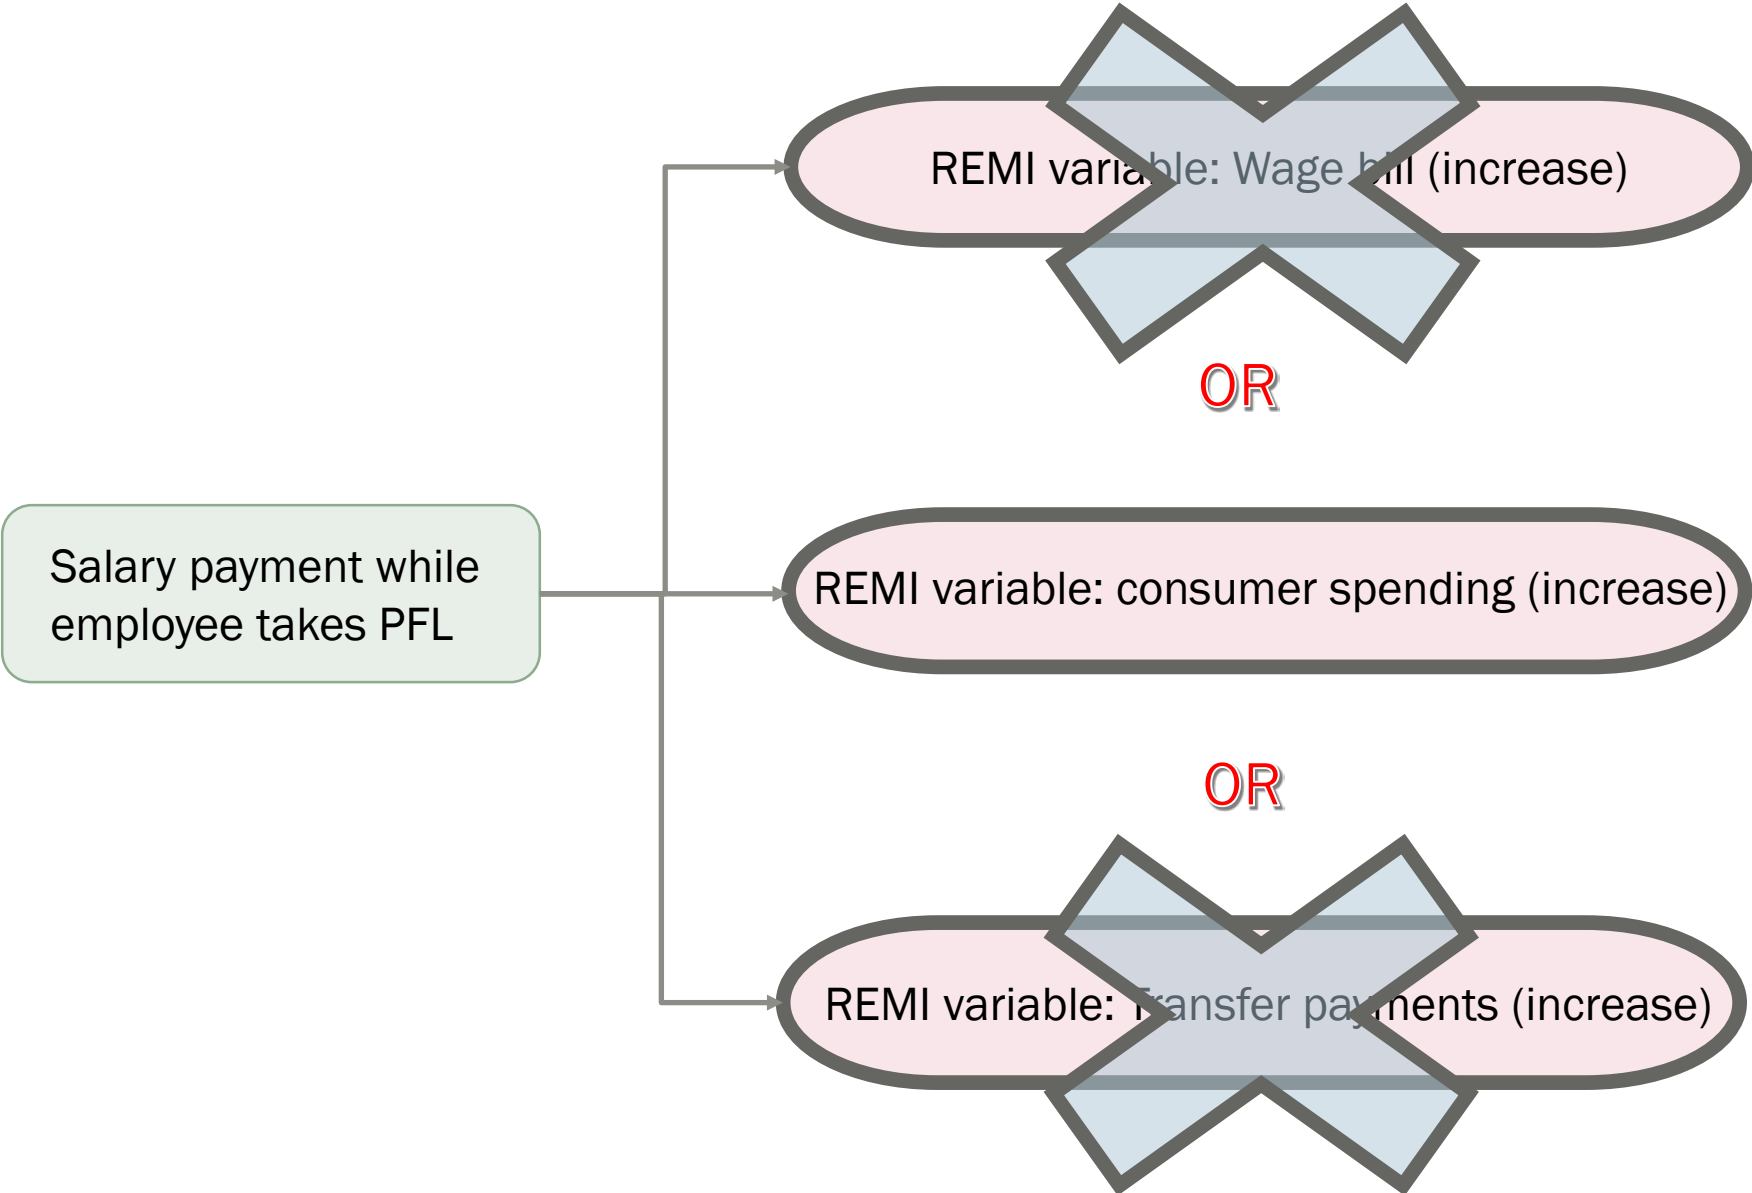 REMI variable: Wage bill (increase)
OR
Salary payment while
employee takes PFL
REMI variable: consumer spending (increase)
OR
REMI variable: Transfer payments (increase)